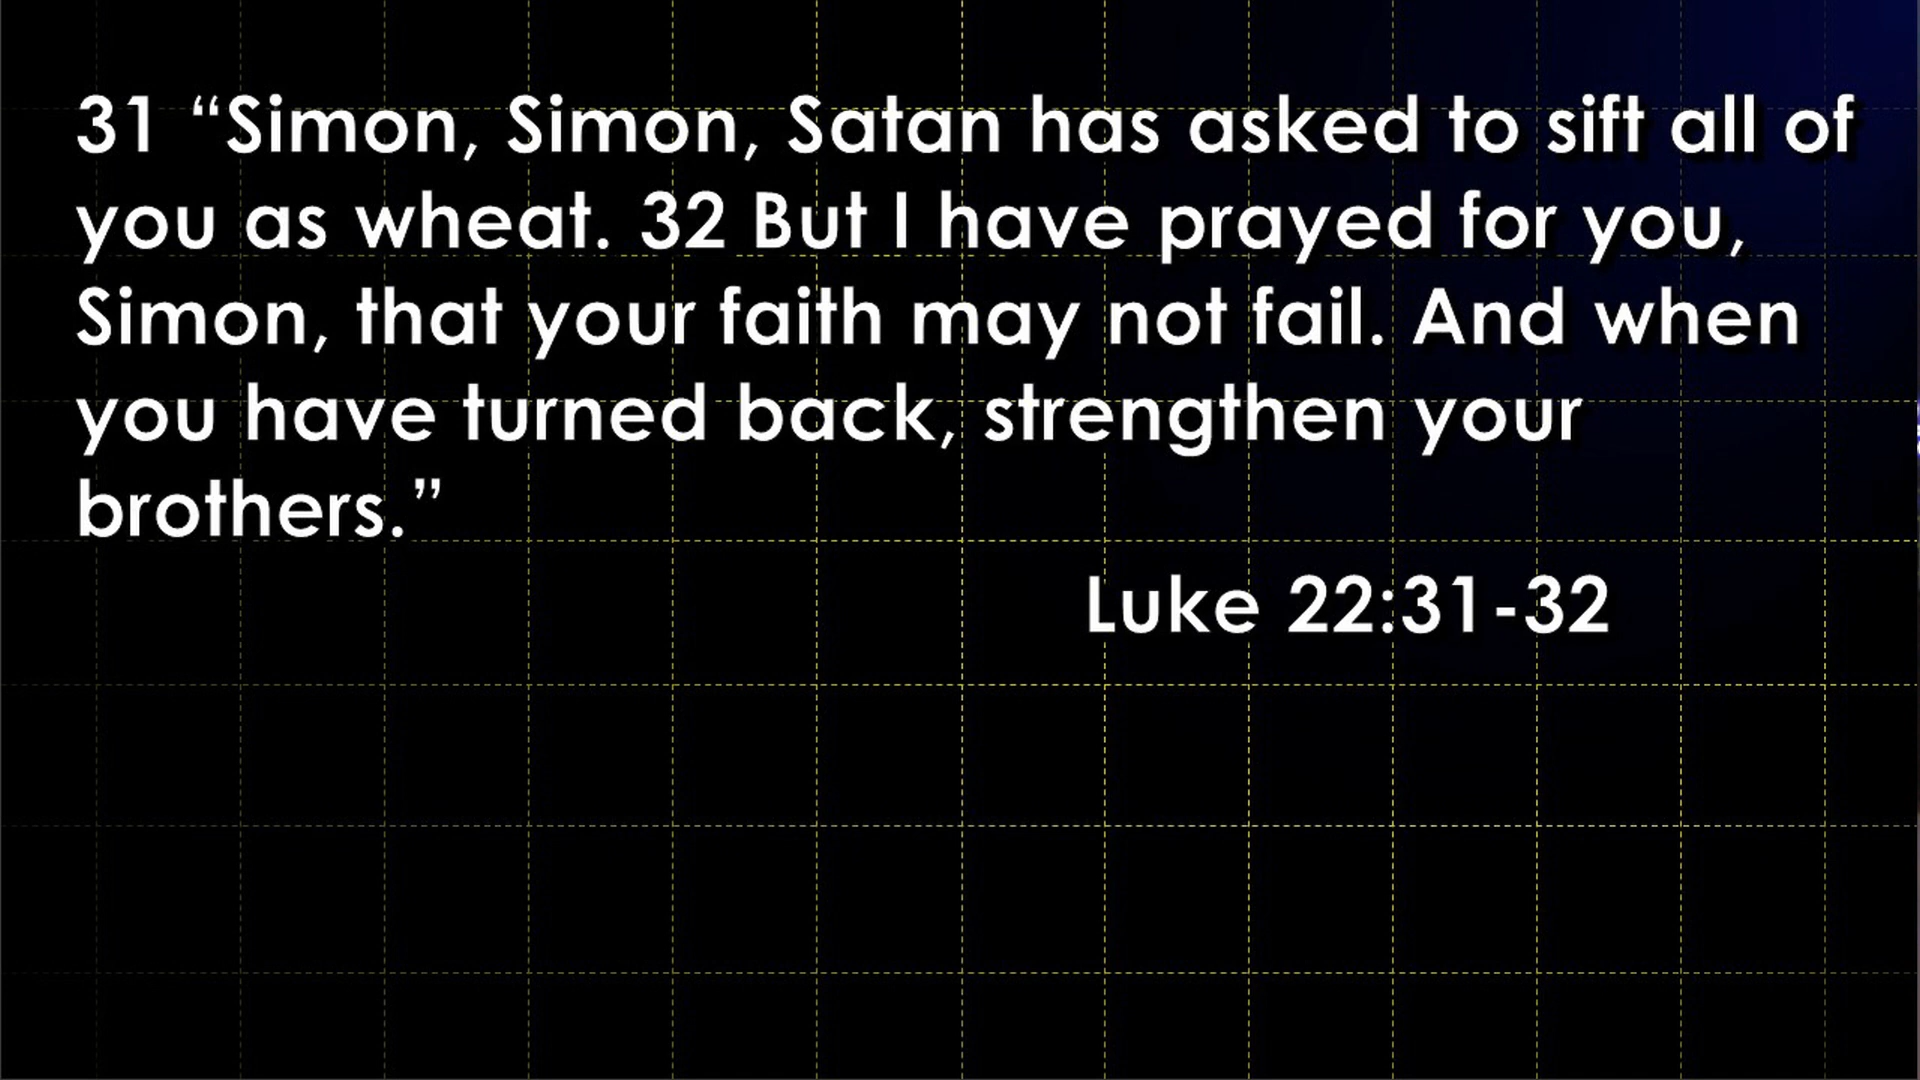 31 “Simon, Simon, Satan has asked to sift all of
you as wheat. 32 But I have prayed for you,
Simon, that your faith may not fail. And when
you have turned back, strengthen your
brothers.”
Luke 22:31-32